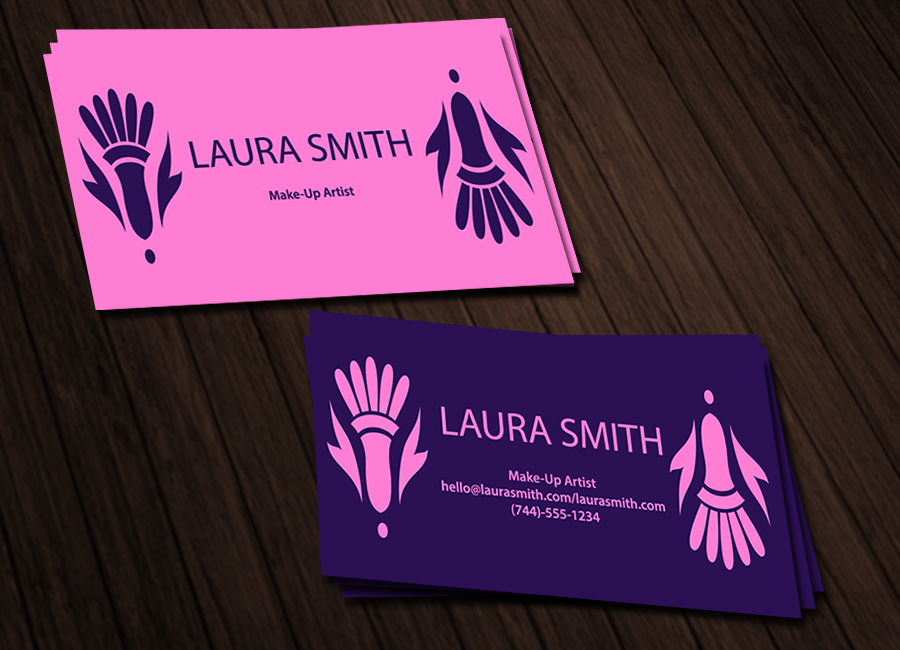 LAURA SMITH
Make-Up Artist
LAURA SMITH
Make-Up Artist
hello@laurasmith.com/laurasmith.com
(744)-555-1234